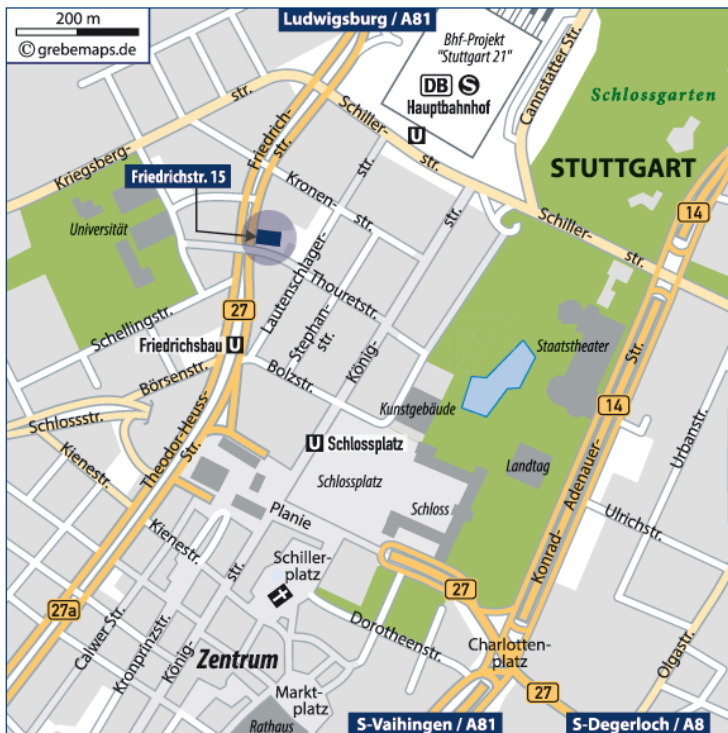 200 m
© grebemaps.de
Ludwigsburg / A81
Bhf-Projekt
"Stuttgart 21"
DB S
Hauptbahnhof
U
Cannstatter Str.
Schlossgarten
STUTTGART
Kriegsberg-
str.
Friedrich-
str.
Schiller-
str.
Schiller-
str.
14
Friedrichstr. 15
Kronen-
str.
str.
str.
Universität
Thouretstr.
Lautenschlager-
Stephan-
str.
König-
27
Schellingstr.
Friedrichsbau U
Bolzstr.
Staatstheater
Börsenstr.
Schlossstr.
Kienestr.
Theodor-Heuss-
Str.
Kunstgebäude
14
Str.
Adenauer-
Konrad-
Urbanstr.
U Schlossplatz
Schlossplatz
Landtag
Schloss
Ulrichstr.
Planie
Kienestr.
str.
Schiller-
platz
27
27a
Calwer Str.
Kronprinzstr.
König-
Zentrum
Dorotheenstr.
Charlotten-
platz
Olgastr.
Markt-
platz
Rathaus
27
S-Vaihingen / A81
S-Degerloch / A8